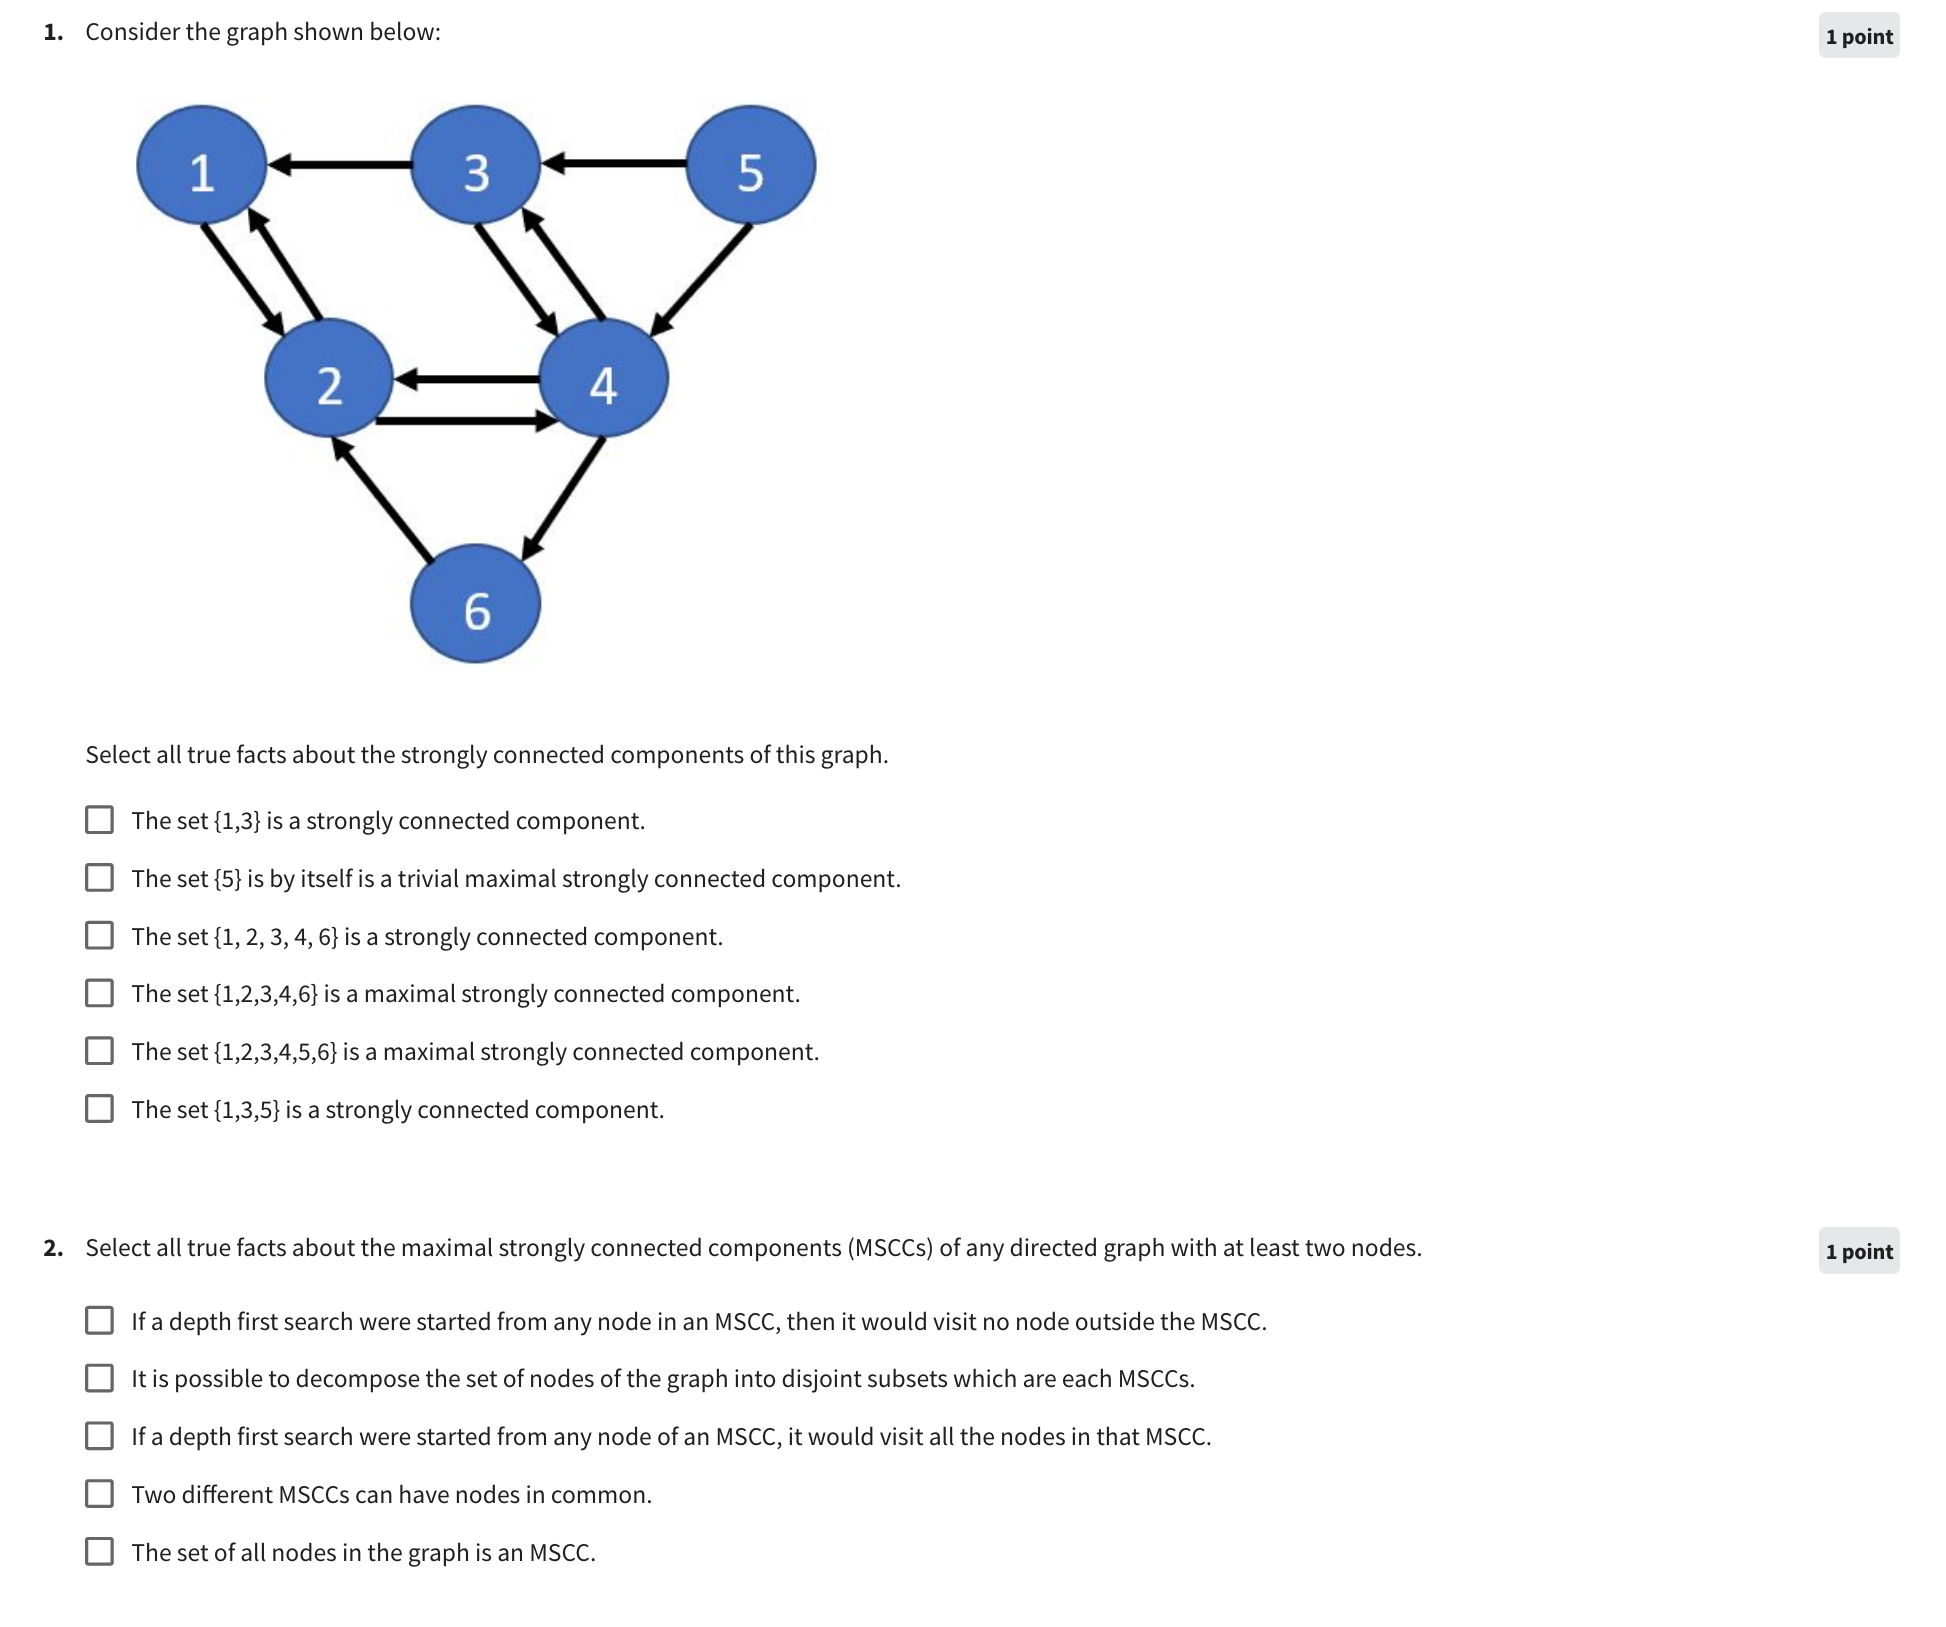 1. Consider the graph shown below:
1 point
1
3
5
2
4
6
Select all true facts about the strongly connected components of this graph.
The set {1,3} is a strongly connected component.
The set {5} is by itself is a trivial maximal strongly connected component.
The set {1, 2, 3, 4, 6} is a strongly connected component.
The set {1,2,3,4,6} is a maximal strongly connected component.
The set {1,2,3,4,5,6} is a maximal strongly connected component.
The set {1,3,5} is a strongly connected component.
2. Select all true facts about the maximal strongly connected components (MSCCs) of any directed graph with at least two nodes.
1 point
If a depth first search were started from any node in an MSCC, then it would visit no node outside the MSCC.
It is possible to decompose the set of nodes of the graph into disjoint subsets which are each MSCCs.
If a depth first search were started from any node of an MSCC, it would visit all the nodes in that MSCC.
Two different MSCCs can have nodes in common.
The set of all nodes in the graph is an MSCC.